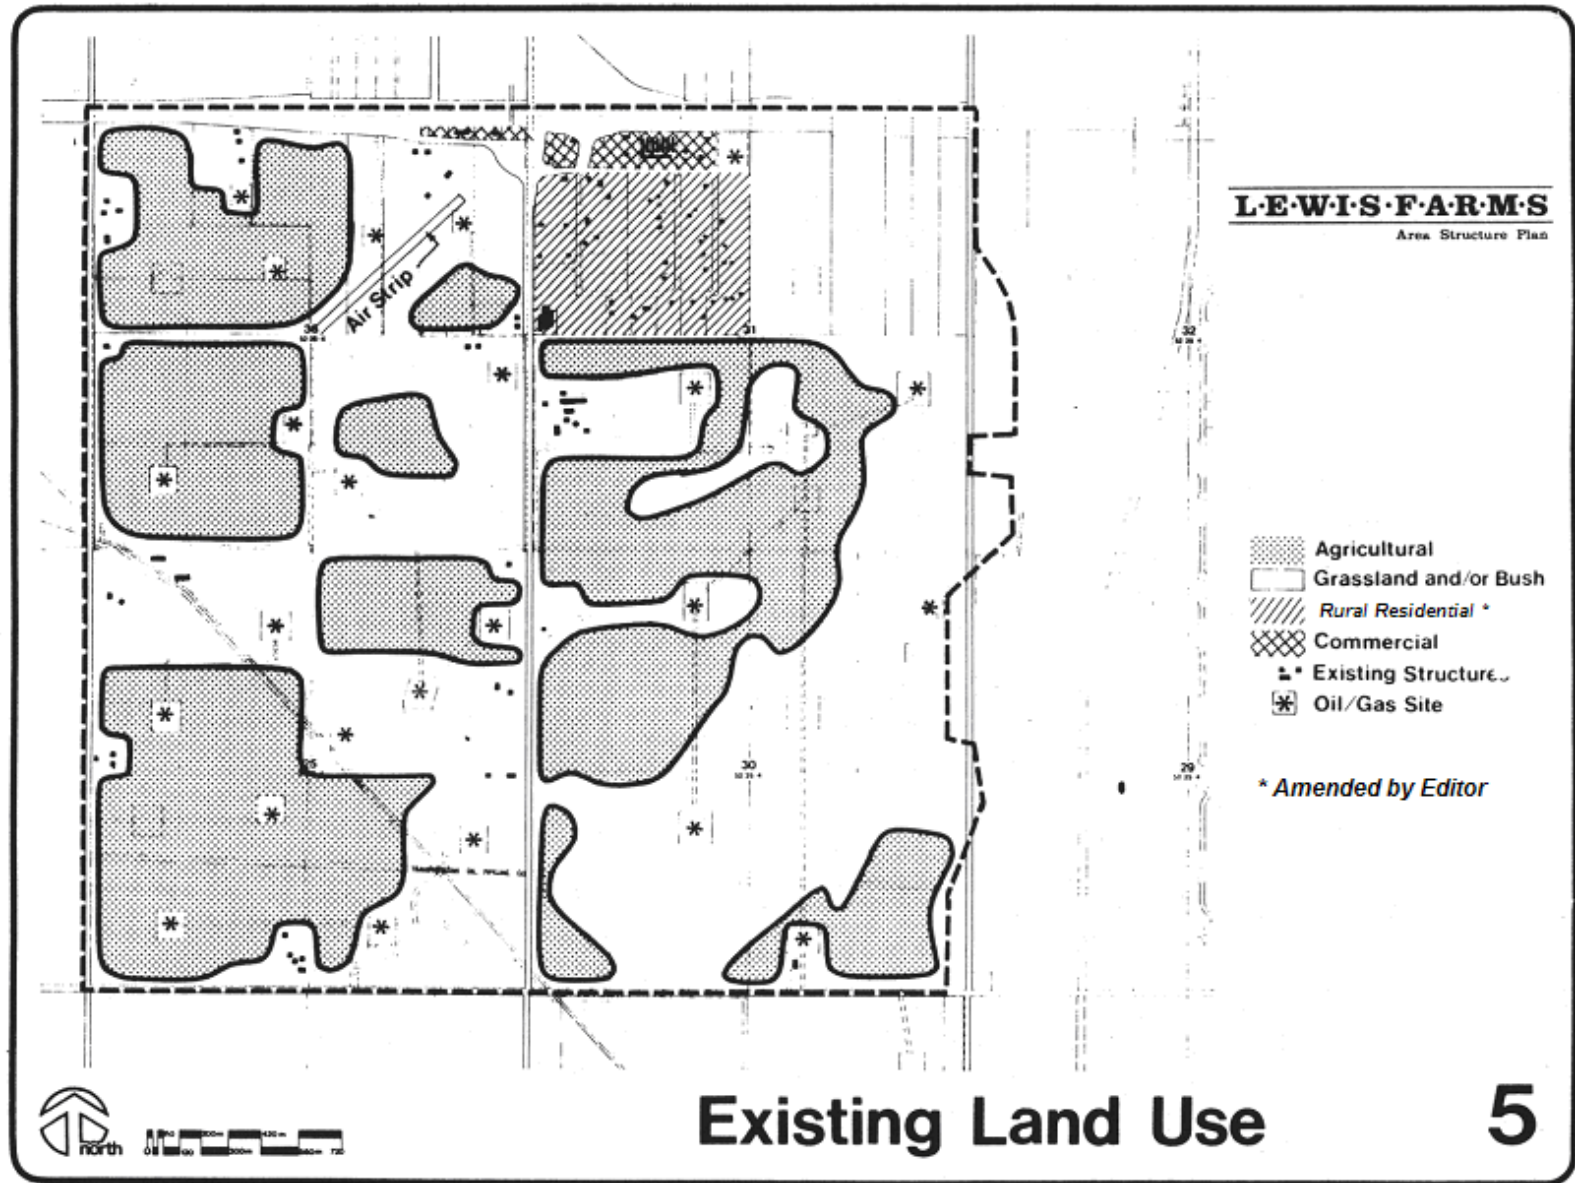 L·E·W·I·S·F·A·R·M·S
Area Structure Plan
Air Strip
36
31
32
25
30
29
Agricultural
Grassland and/or Bush
Rural Residential *
Commercial
Existing Structures
Oil/Gas Site
* Amended by Editor
north
Existing Land Use
5